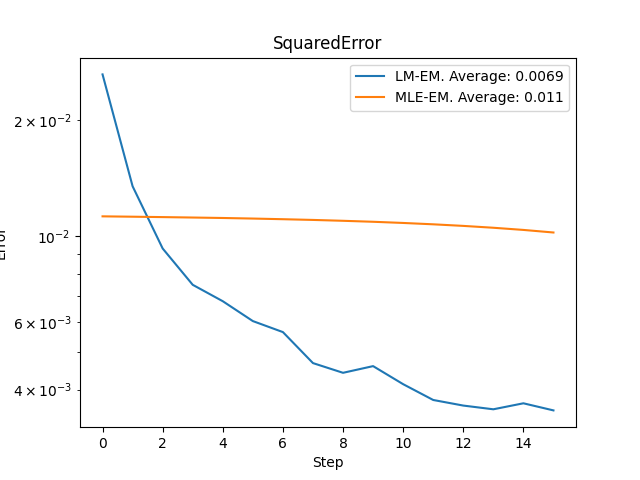 SquaredError
LM-EM. Average: 0.0069
MLE-EM. Average: 0.011
Error
2 × 10⁻²
10⁻²
6 × 10⁻³
4 × 10⁻³
0 2 4 6 8 10 12 14
Step